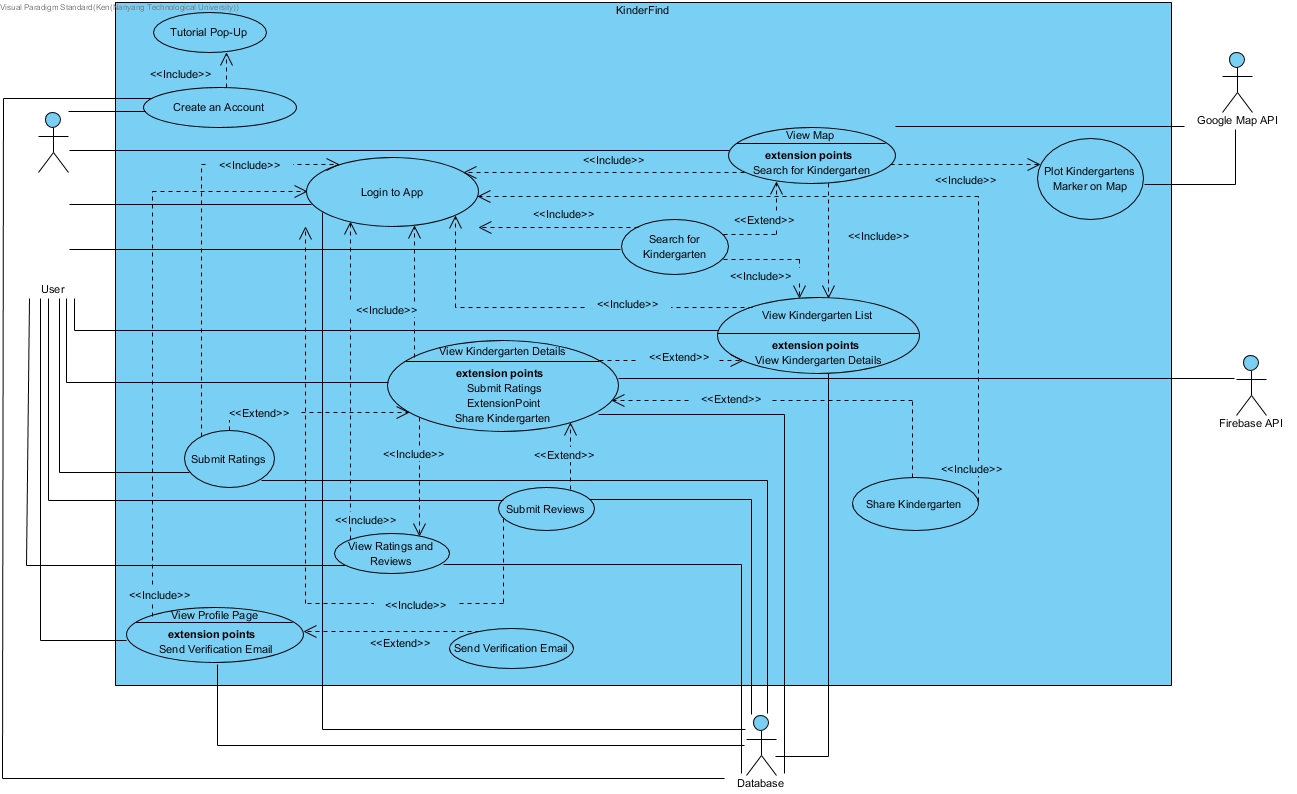 Visual Paradigm Standard(Ken(Nanyang Technological University))
KinderFind
Tutorial Pop-Up
<<Include>>
Create an Account
Google Map API
View Map
extension points
Search for Kindergarten
<<Include>>
<<Include>>
Plot Kindergartens
Marker on Map
<<Include>>
Login to App
<<Include>>
<<Extend>>
<<Include>>
Search for
Kindergarten
<<Include>>
User
<<Include>>
<<Include>>
View Kindergarten List
extension points
View Kindergarten Details
View Kindergarten Details
extension points
Submit Ratings
ExtensionPoint
Share Kindergarten
<<Extend>>
<<Extend>>
<<Extend>>
Firebase API
<<Include>>
<<Extend>>
Submit Ratings
<<Include>>
Share Kindergarten
Submit Reviews
<<Include>>
View Ratings and
Reviews
<<Include>>
<<Include>>
View Profile Page
extension points
Send Verification Email
<<Extend>>
Send Verification Email
Database